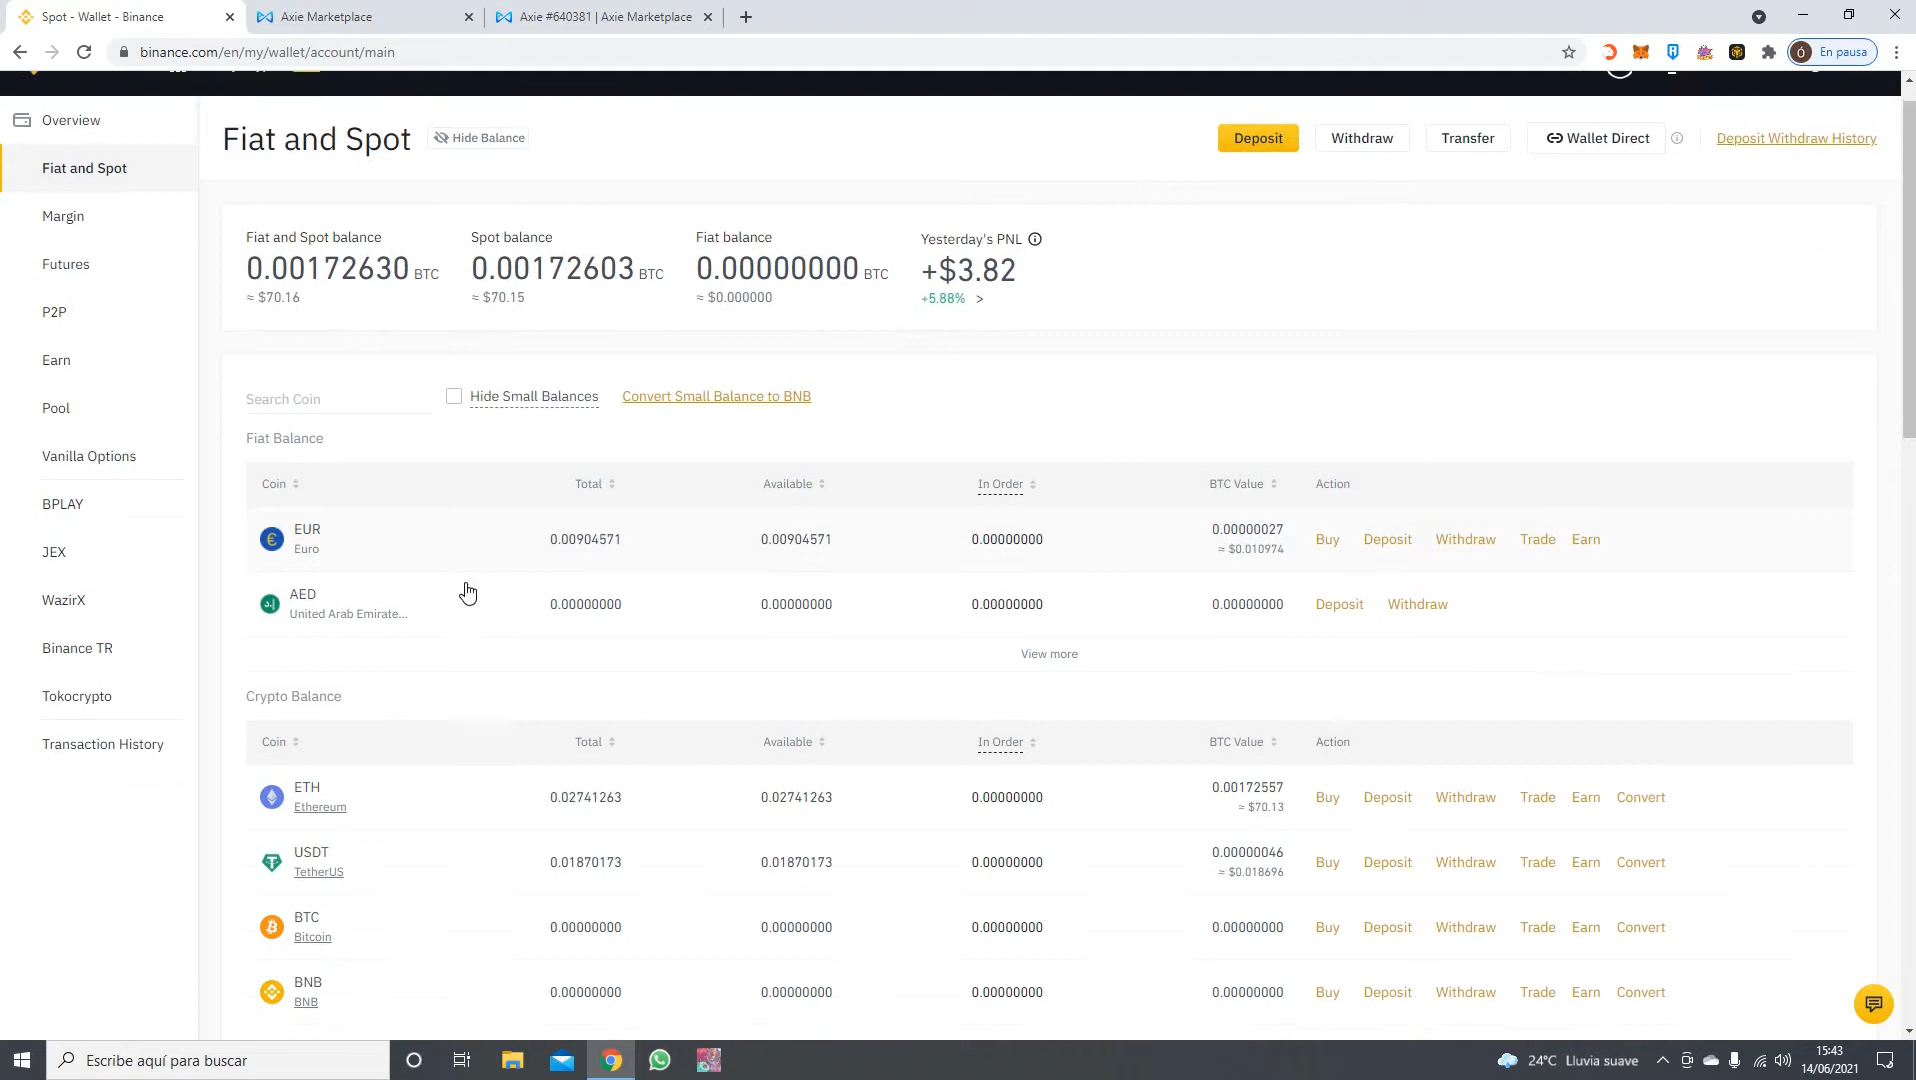 Spot - Wallet - Binance
Axie Marketplace
Axie #640381 | Axie Marketplace
binance.com/en/my/wallet/account/main
ó En pausa
Overview
Fiat and Spot
Margin
Futures
P2P
Earn
Pool
Vanilla Options
BPLAY
JEX
WazirX
Binance TR
Tokocrypto
Transaction History
Fiat and Spot Hide Balance Deposit Withdraw Transfer Wallet Direct Deposit Withdraw History
Fiat and Spot balance Spot balance Fiat balance Yesterday's PNL
0.00172630 BTC 0.00172603 BTC 0.00000000 BTC +$3.82
≈ $70.16 ≈ $70.15 ≈ $0.000000 +5.88% >
Search Coin Hide Small Balances Convert Small Balance to BNB
Fiat Balance
Coin Total Available In Order BTC Value Action
EUR Euro 0.00904571 0.00904571 0.00000000 0.00000027 ≈ $0.010974 Buy Deposit Withdraw Trade Earn
AED United Arab Emirate... 0.00000000 0.00000000 0.00000000 0.00000000 Deposit Withdraw
View more
Crypto Balance
Coin Total Available In Order BTC Value Action
ETH Ethereum 0.02741263 0.02741263 0.00000000 0.00172557 ≈ $70.13 Buy Deposit Withdraw Trade Earn Convert
USDT TetherUS 0.01870173 0.01870173 0.00000000 0.00000046 ≈ $0.018696 Buy Deposit Withdraw Trade Earn Convert
BTC Bitcoin 0.00000000 0.00000000 0.00000000 0.00000000 Buy Deposit Withdraw Trade Earn Convert
BNB BNB 0.00000000 0.00000000 0.00000000 0.00000000 Buy Deposit Withdraw Trade Earn Convert
Escribe aquí para buscar
24°C Lluvia suave
15:43
14/06/2021